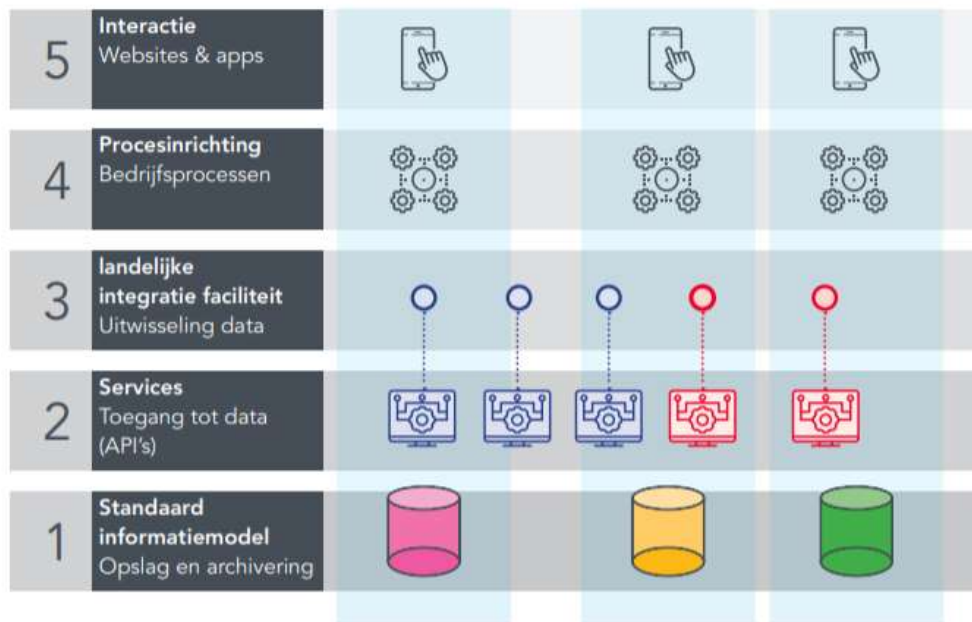 5
Interactie
Websites & apps
4
Procesinrichting
Bedrijfsprocessen
3
landelijke
integratie faciliteit
Uitwisseling data
2
Services
Toegang tot data
(API's)
1
Standaard
informatiemodel
Opslag en archivering